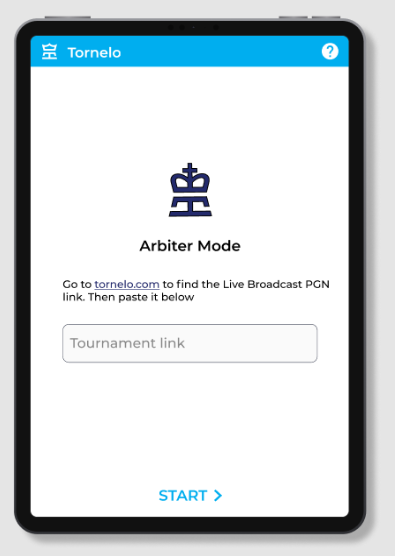 Tornelo
?
Arbiter Mode
Go to tornelo.com to find the Live Broadcast PGN
link. Then paste it below
Tournament link
START >